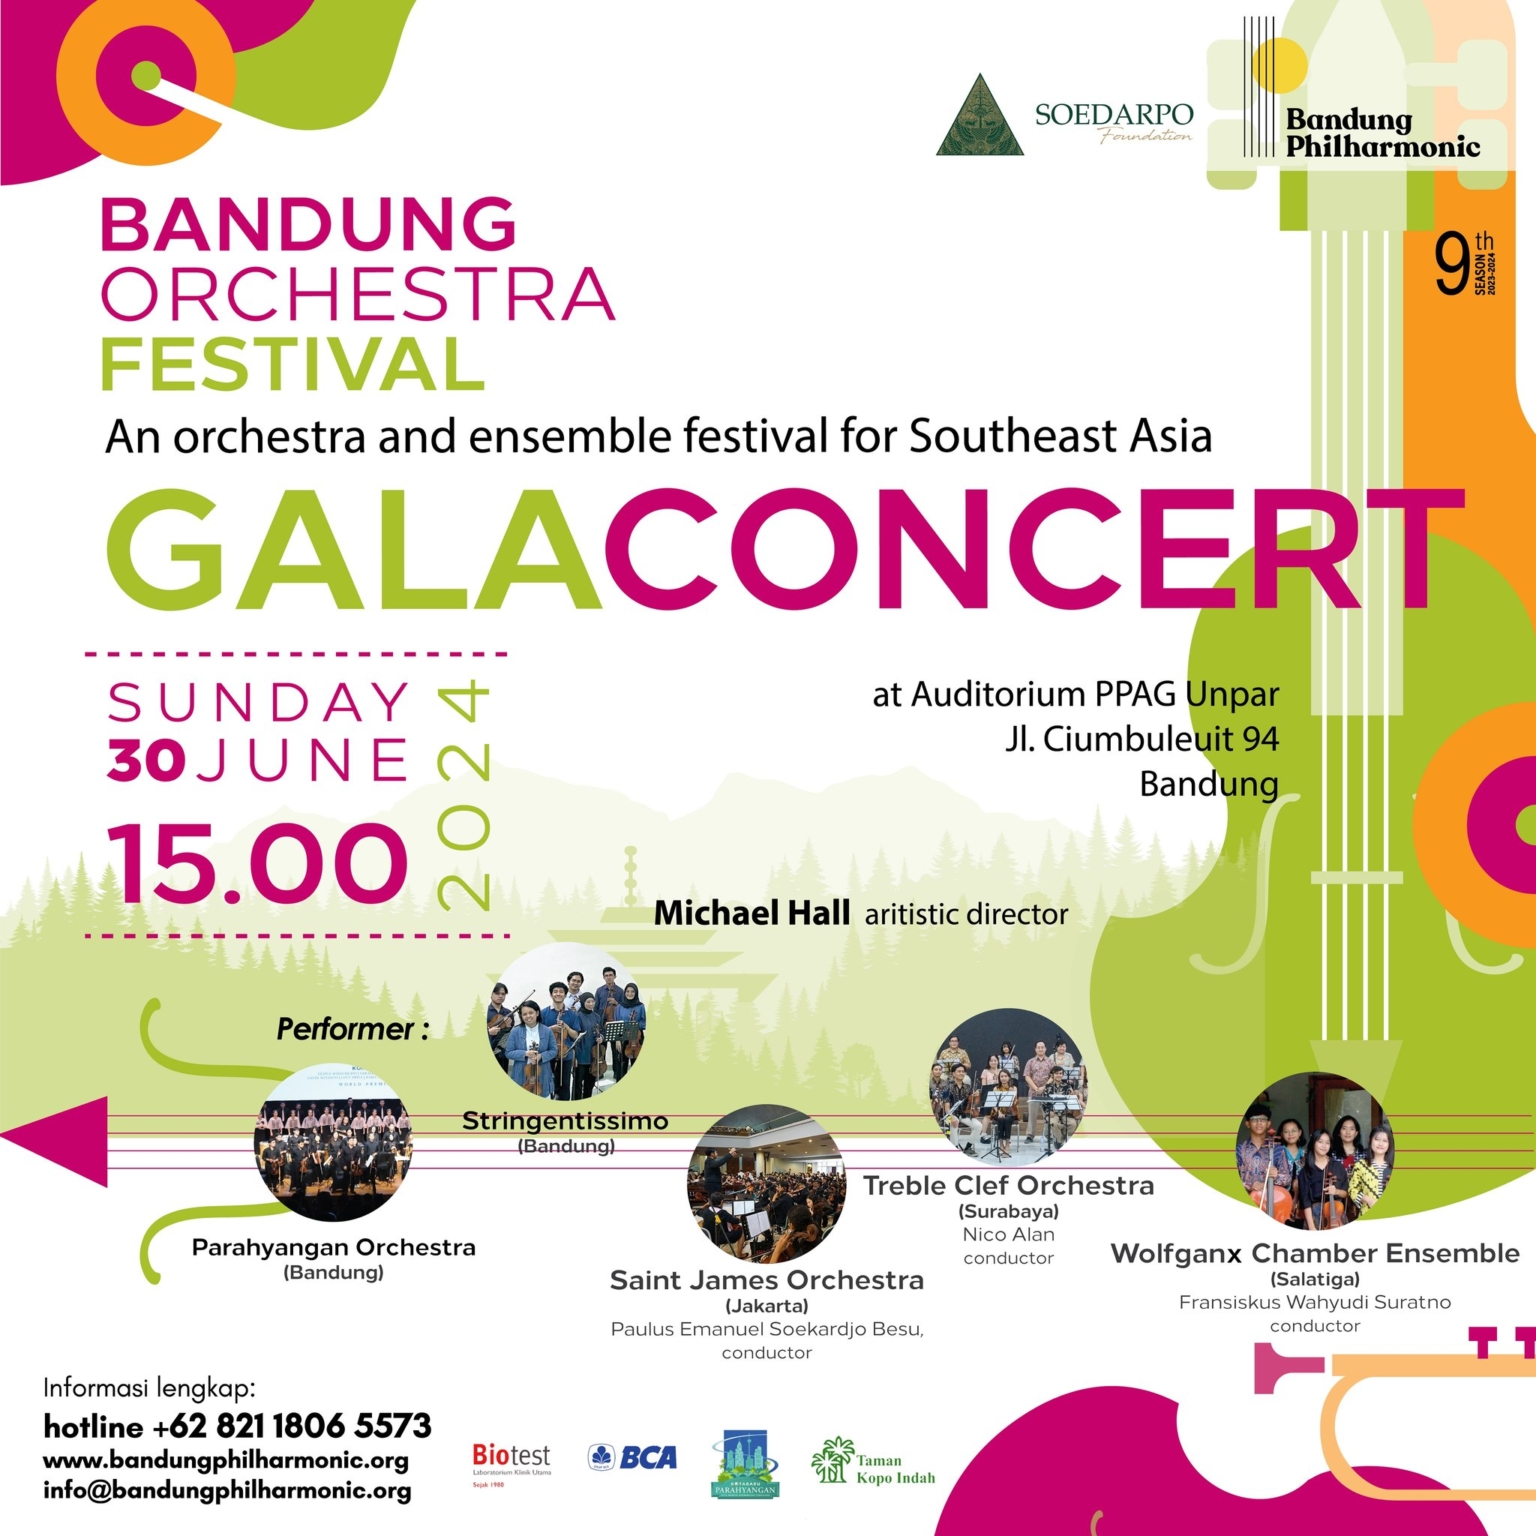 SOEDARPO
Foundation
Bandung
Philharmonic
9th
SEASON
2023-2024
BANDUNG
ORCHESTRA
FESTIVAL
An orchestra and ensemble festival for Southeast Asia
GALACONCERT
SUNDAY
30 JUNE
2024
15.00
at Auditorium PPAG Unpar
Jl. Ciumbuleuit 94
Bandung
Michael Hall aritistic director
Performer :
Parahyangan Orchestra
(Bandung)
Stringentissimo
(Bandung)
Saint James Orchestra
(Jakarta)
Paulus Emanuel Soekardjo Besu,
conductor
Treble Clef Orchestra
(Surabaya)
Nico Alan
conductor
Wolfganx Chamber Ensemble
(Salatiga)
Fransiskus Wahyudi Suratno
conductor
Informasi lengkap:
hotline +62 821 1806 5573
www.bandungphilharmonic.org
info@bandungphilharmonic.org
Biotest
Laboratorium Klinik Utama
Sejak 1980
BCA
PARAHYANGAN
Taman
Kopo Indah